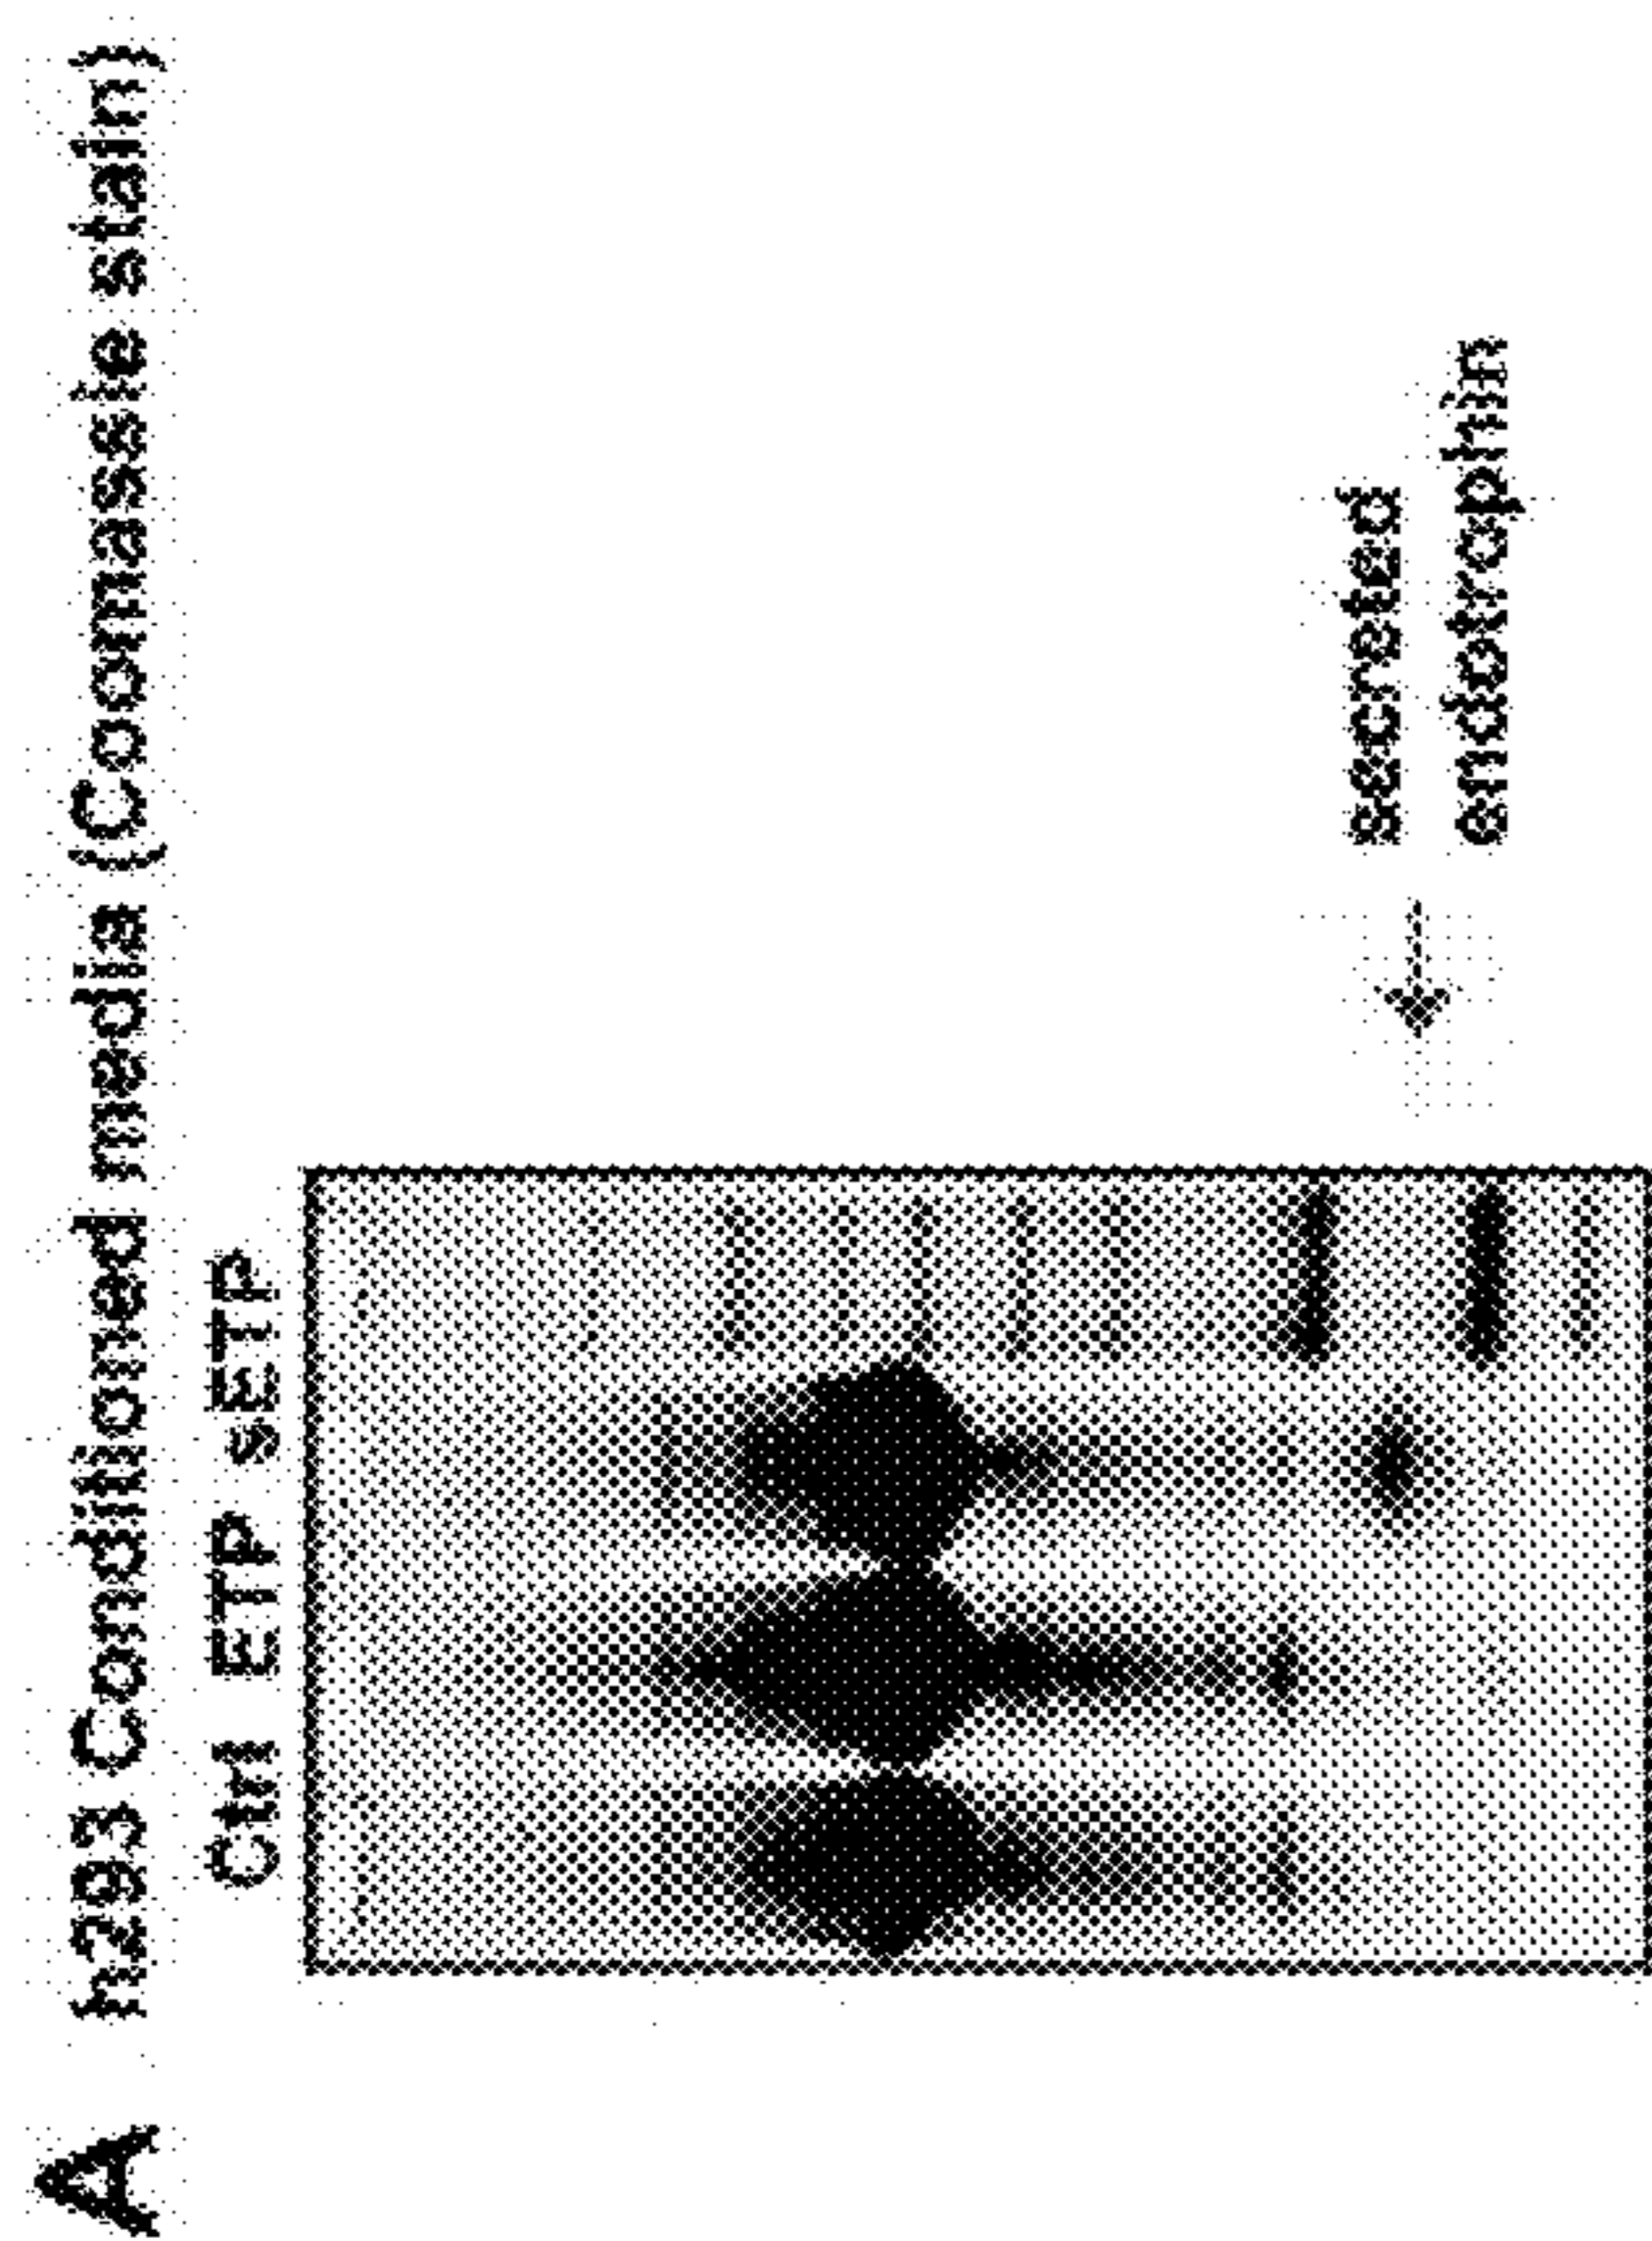 A h293 Conditioned media (Coomassie stain)
Ctrl ETP sETP
secreted
endotrophin